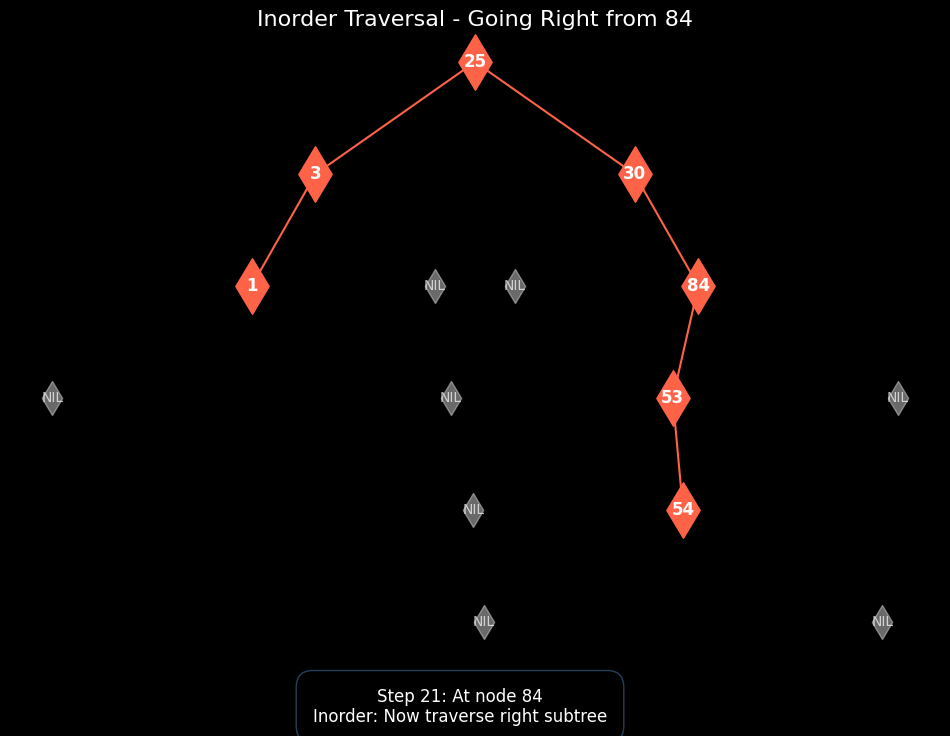 Inorder Traversal - Going Right from 84
25
3
30
1
NIL
NIL
84
NIL
NIL
53
NIL
NIL
54
NIL
NIL
Step 21: At node 84
Inorder: Now traverse right subtree